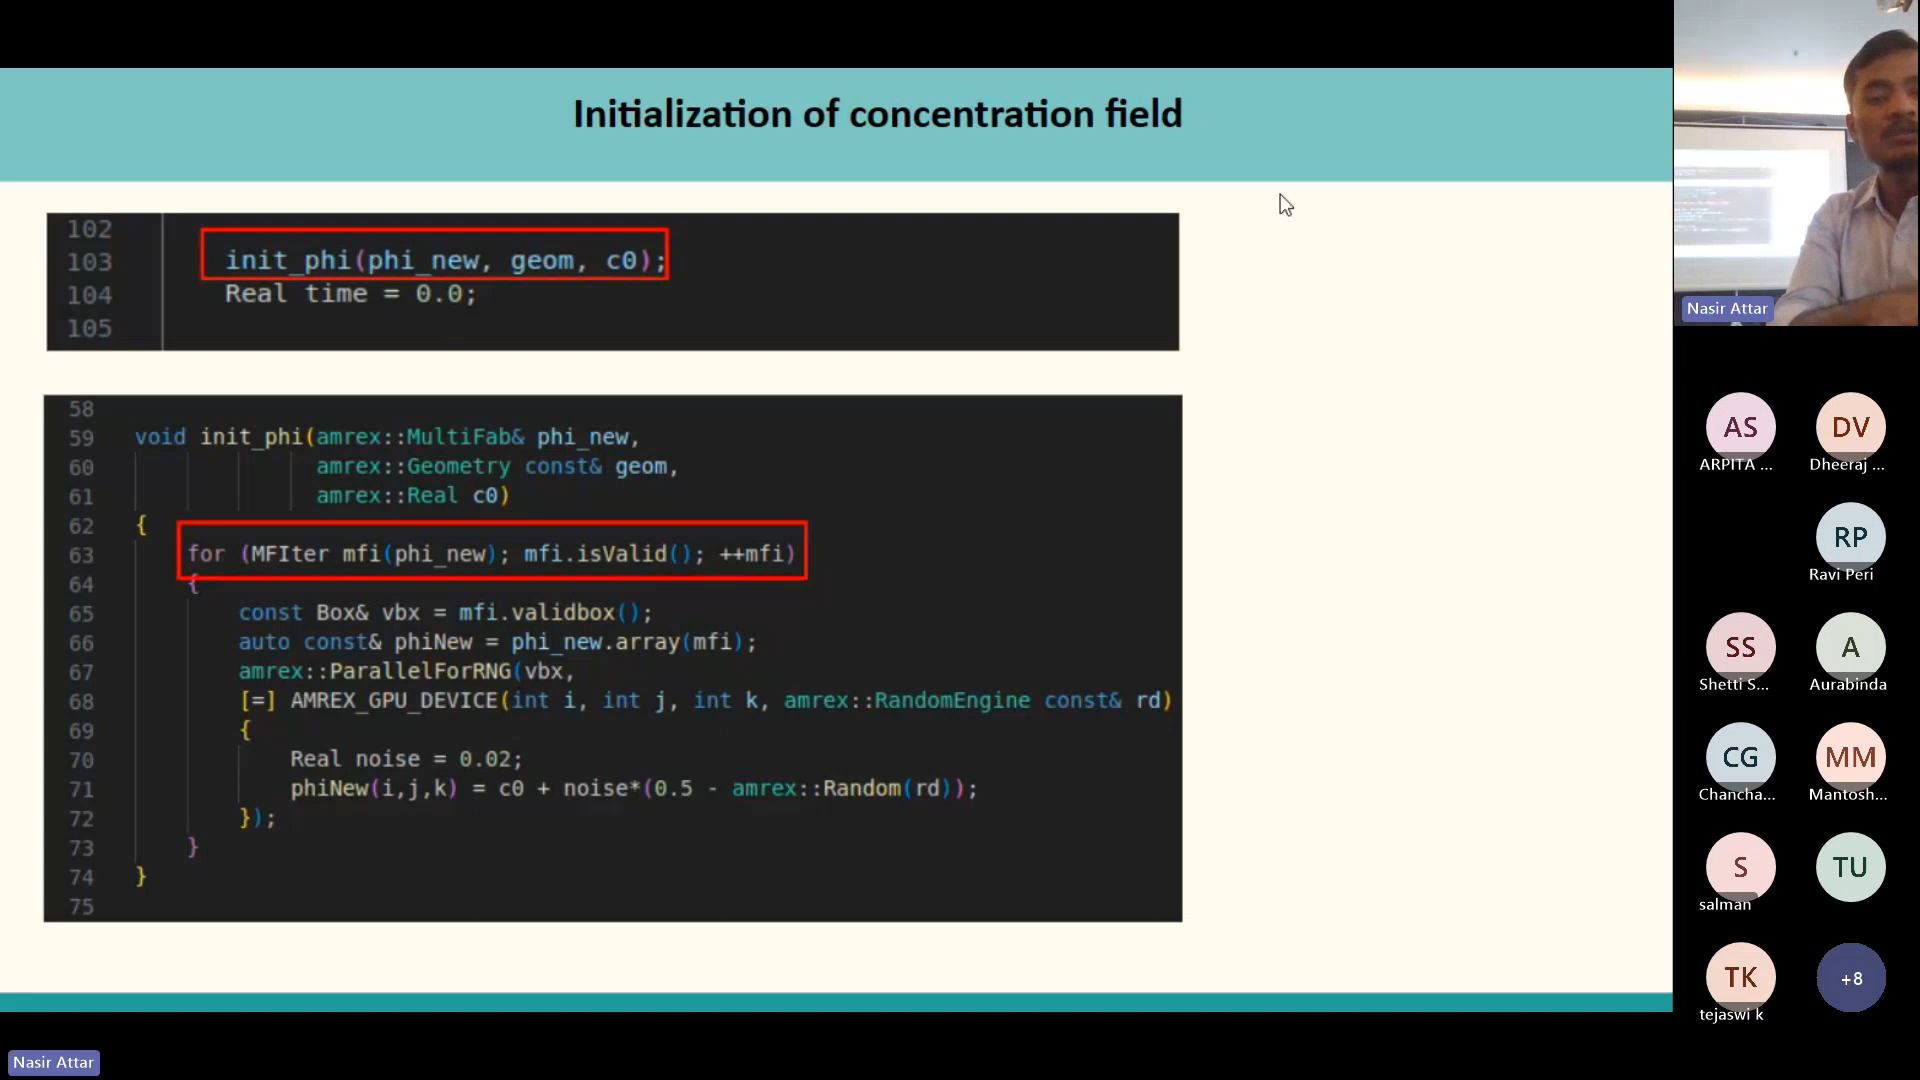 Initialization of concentration field
102
103 init_phi(phi_new, geom, c0);
104 Real time = 0.0;
105
58
59 void init_phi(amrex::MultiFab& phi_new,
60 amrex::Geometry const& geom,
61 amrex::Real c0)
62 {
63 for (MFIter mfi(phi_new); mfi.isValid(); ++mfi)
64 {
65 const Box& vbx = mfi.validbox();
66 auto const& phiNew = phi_new.array(mfi);
67 amrex::ParallelForRNG(vbx,
68 [=] AMREX_GPU_DEVICE(int i, int j, int k, amrex::RandomEngine const& rd)
69 {
70 Real noise = 0.02;
71 phiNew(i,j,k) = c0 + noise*(0.5 - amrex::Random(rd));
72 });
73 }
74 }
75
Nasir Attar
AS DV
ARPITA ... Dheeraj ...
RP
Ravi Peri
SS A
Shetti S... Aurabinda
CG MM
Chancha... Mantosh...
S TU
salman
TK +8
tejaswi k
Nasir Attar